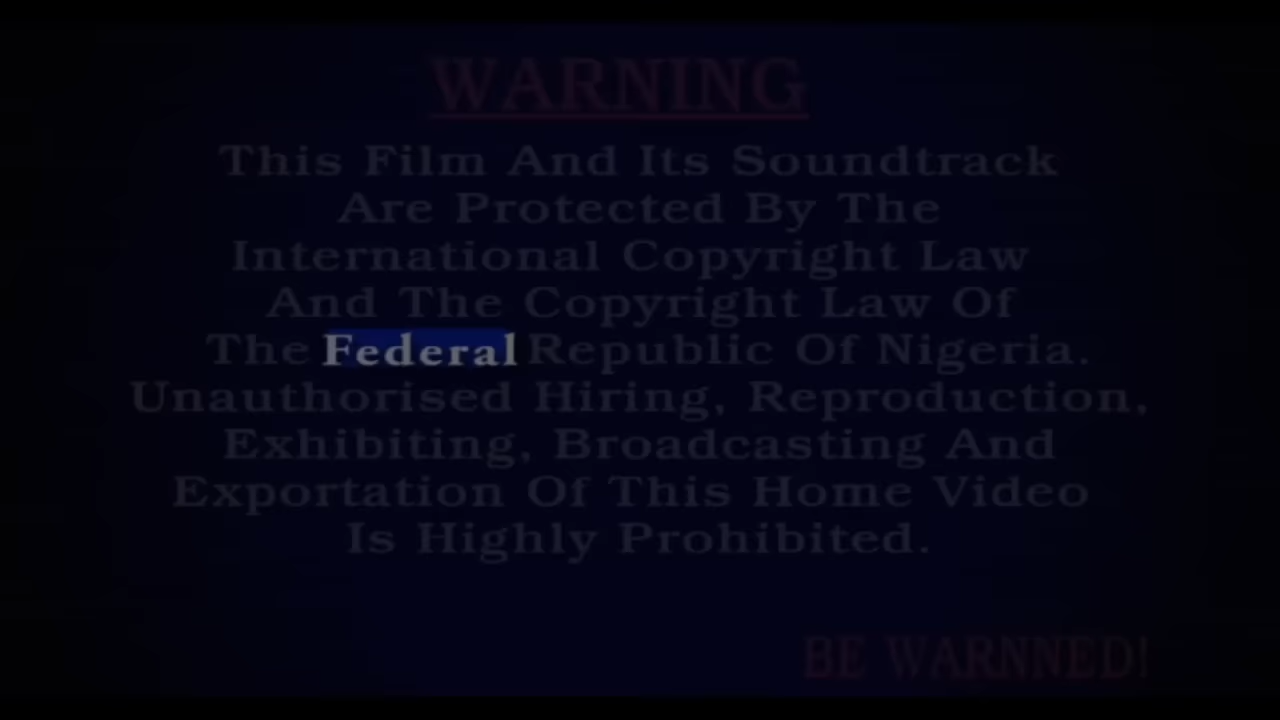 WARNING
This Film And Its Soundtrack
Are Protected By The
International Copyright Law
And The Copyright Law Of
The Federal Republic Of Nigeria.
Unauthorised Hiring, Reproduction,
Exhibiting, Broadcasting And
Exportation Of This Home Video
Is Highly Prohibited.
BE WARNNED!